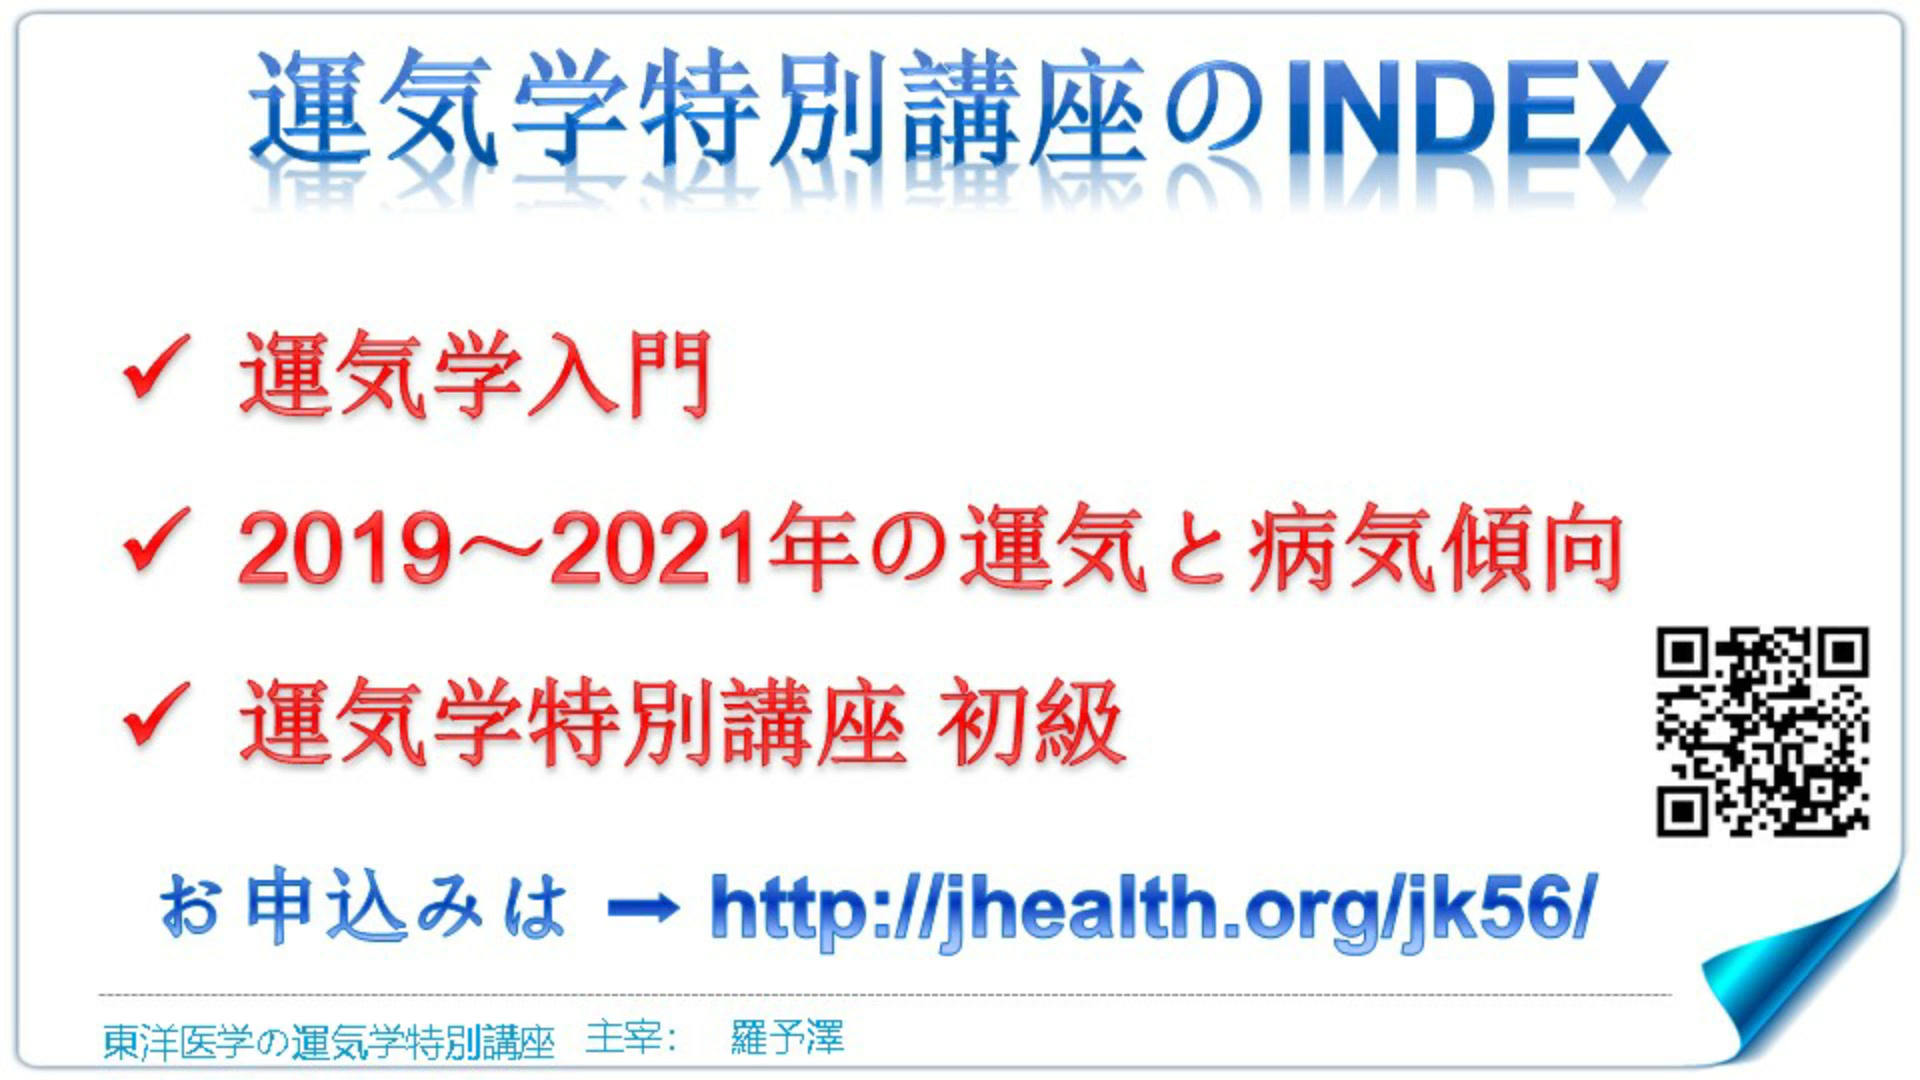 運気学特別講座のINDEX
✓ 運気学入門
✓ 2019～2021年の運気と病気傾向
✓ 運気学特別講座 初級
お申込みは ➡ http://jhealth.org/jk56/
東洋医学の運気学特別講座 主宰： 羅予澤